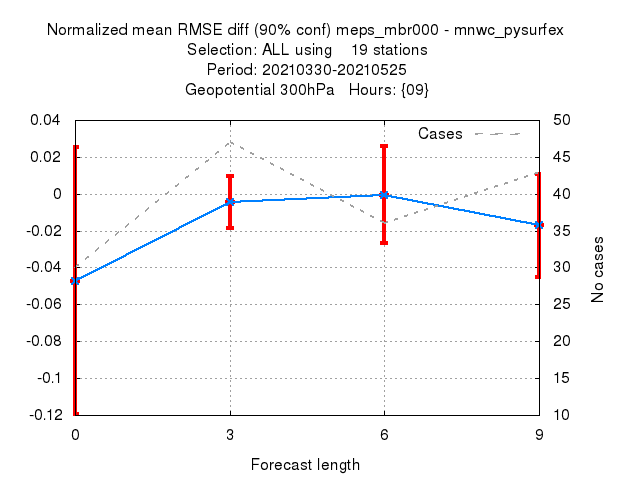 Normalized mean RMSE diff (90% conf) meps_mbr000 - mnwc_pysurfex
Selection: ALL using    19 stations
Period: 20210330-20210525
Geopotential 300hPa   Hours: {09}
Cases
0.04
0.02
0
-0.02
-0.04
-0.06
-0.08
-0.1
-0.12
50
45
40
35
30
25
20
15
10
No cases
0 3 6 9
Forecast length